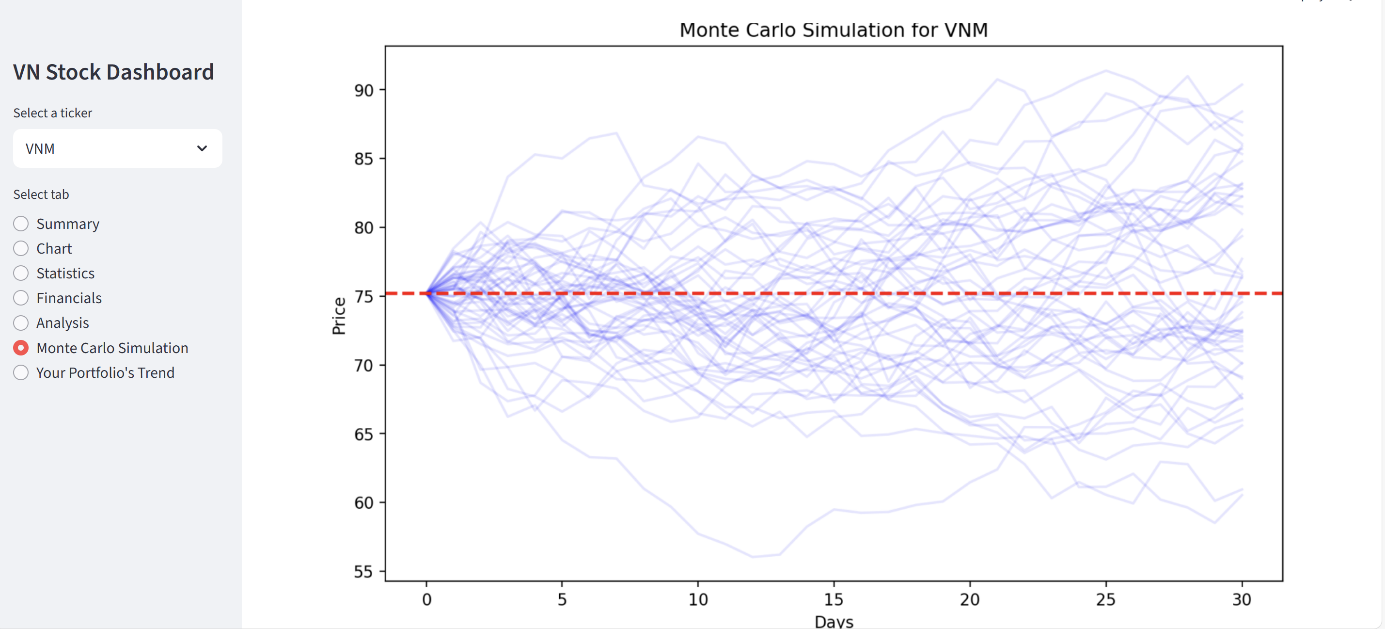 VN Stock Dashboard
Select a ticker
VNM
Select tab
Summary
Chart
Statistics
Financials
Analysis
Monte Carlo Simulation
Your Portfolio's Trend
Monte Carlo Simulation for VNM
Price
90
85
80
75
70
65
60
55
0 5 10 15 20 25 30
Days